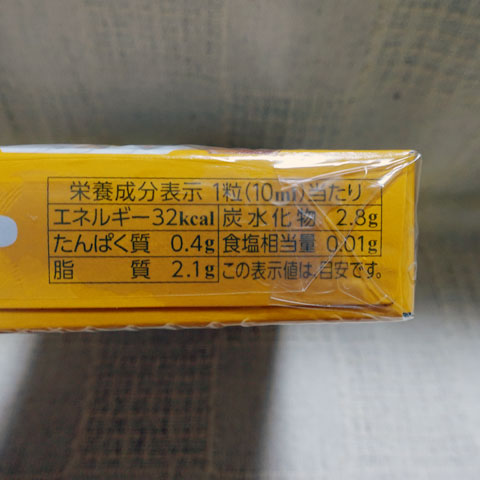 栄養成分表示 1粒(10ml)当たり
エネルギー32kcal 炭水化物 2.8g
たんぱく質 0.4g 食塩相当量 0.01g
脂質 2.1g この表示値は、目安です。